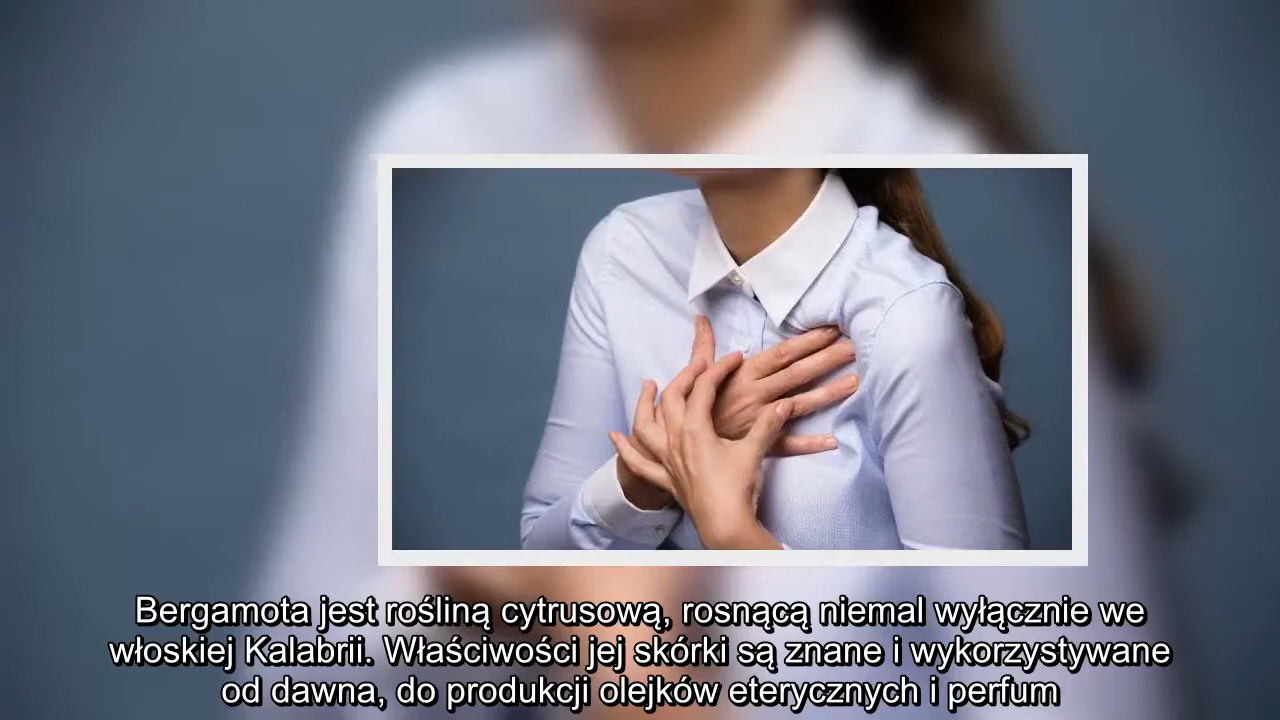 Bergamota jest rośliną cytrusową, rosnącą niemal wyłącznie we
włoskiej Kalabrii. Właściwości jej skórki są znane i wykorzystywane
od dawna, do produkcji olejków eterycznych i perfum